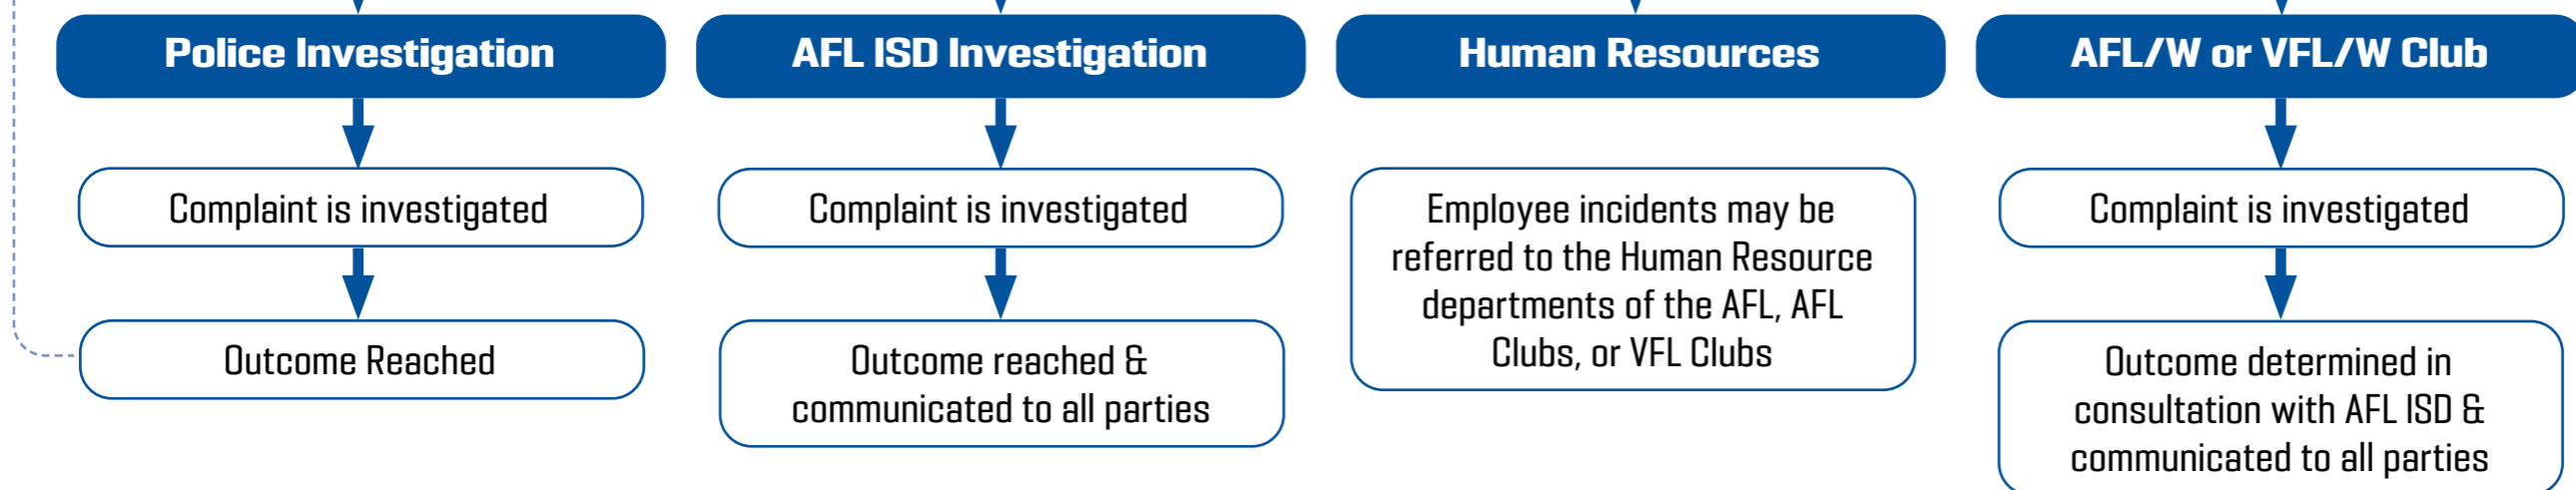 Police Investigation
Complaint is investigated
Outcome Reached
AFL ISD Investigation
Complaint is investigated
Outcome reached &
communicated to all parties
Human Resources
Employee incidents may be
referred to the Human Resource
departments of the AFL, AFL
Clubs, or VFL Clubs
AFL/W or VFL/W Club
Complaint is investigated
Outcome determined in
consultation with AFL ISD &
communicated to all parties